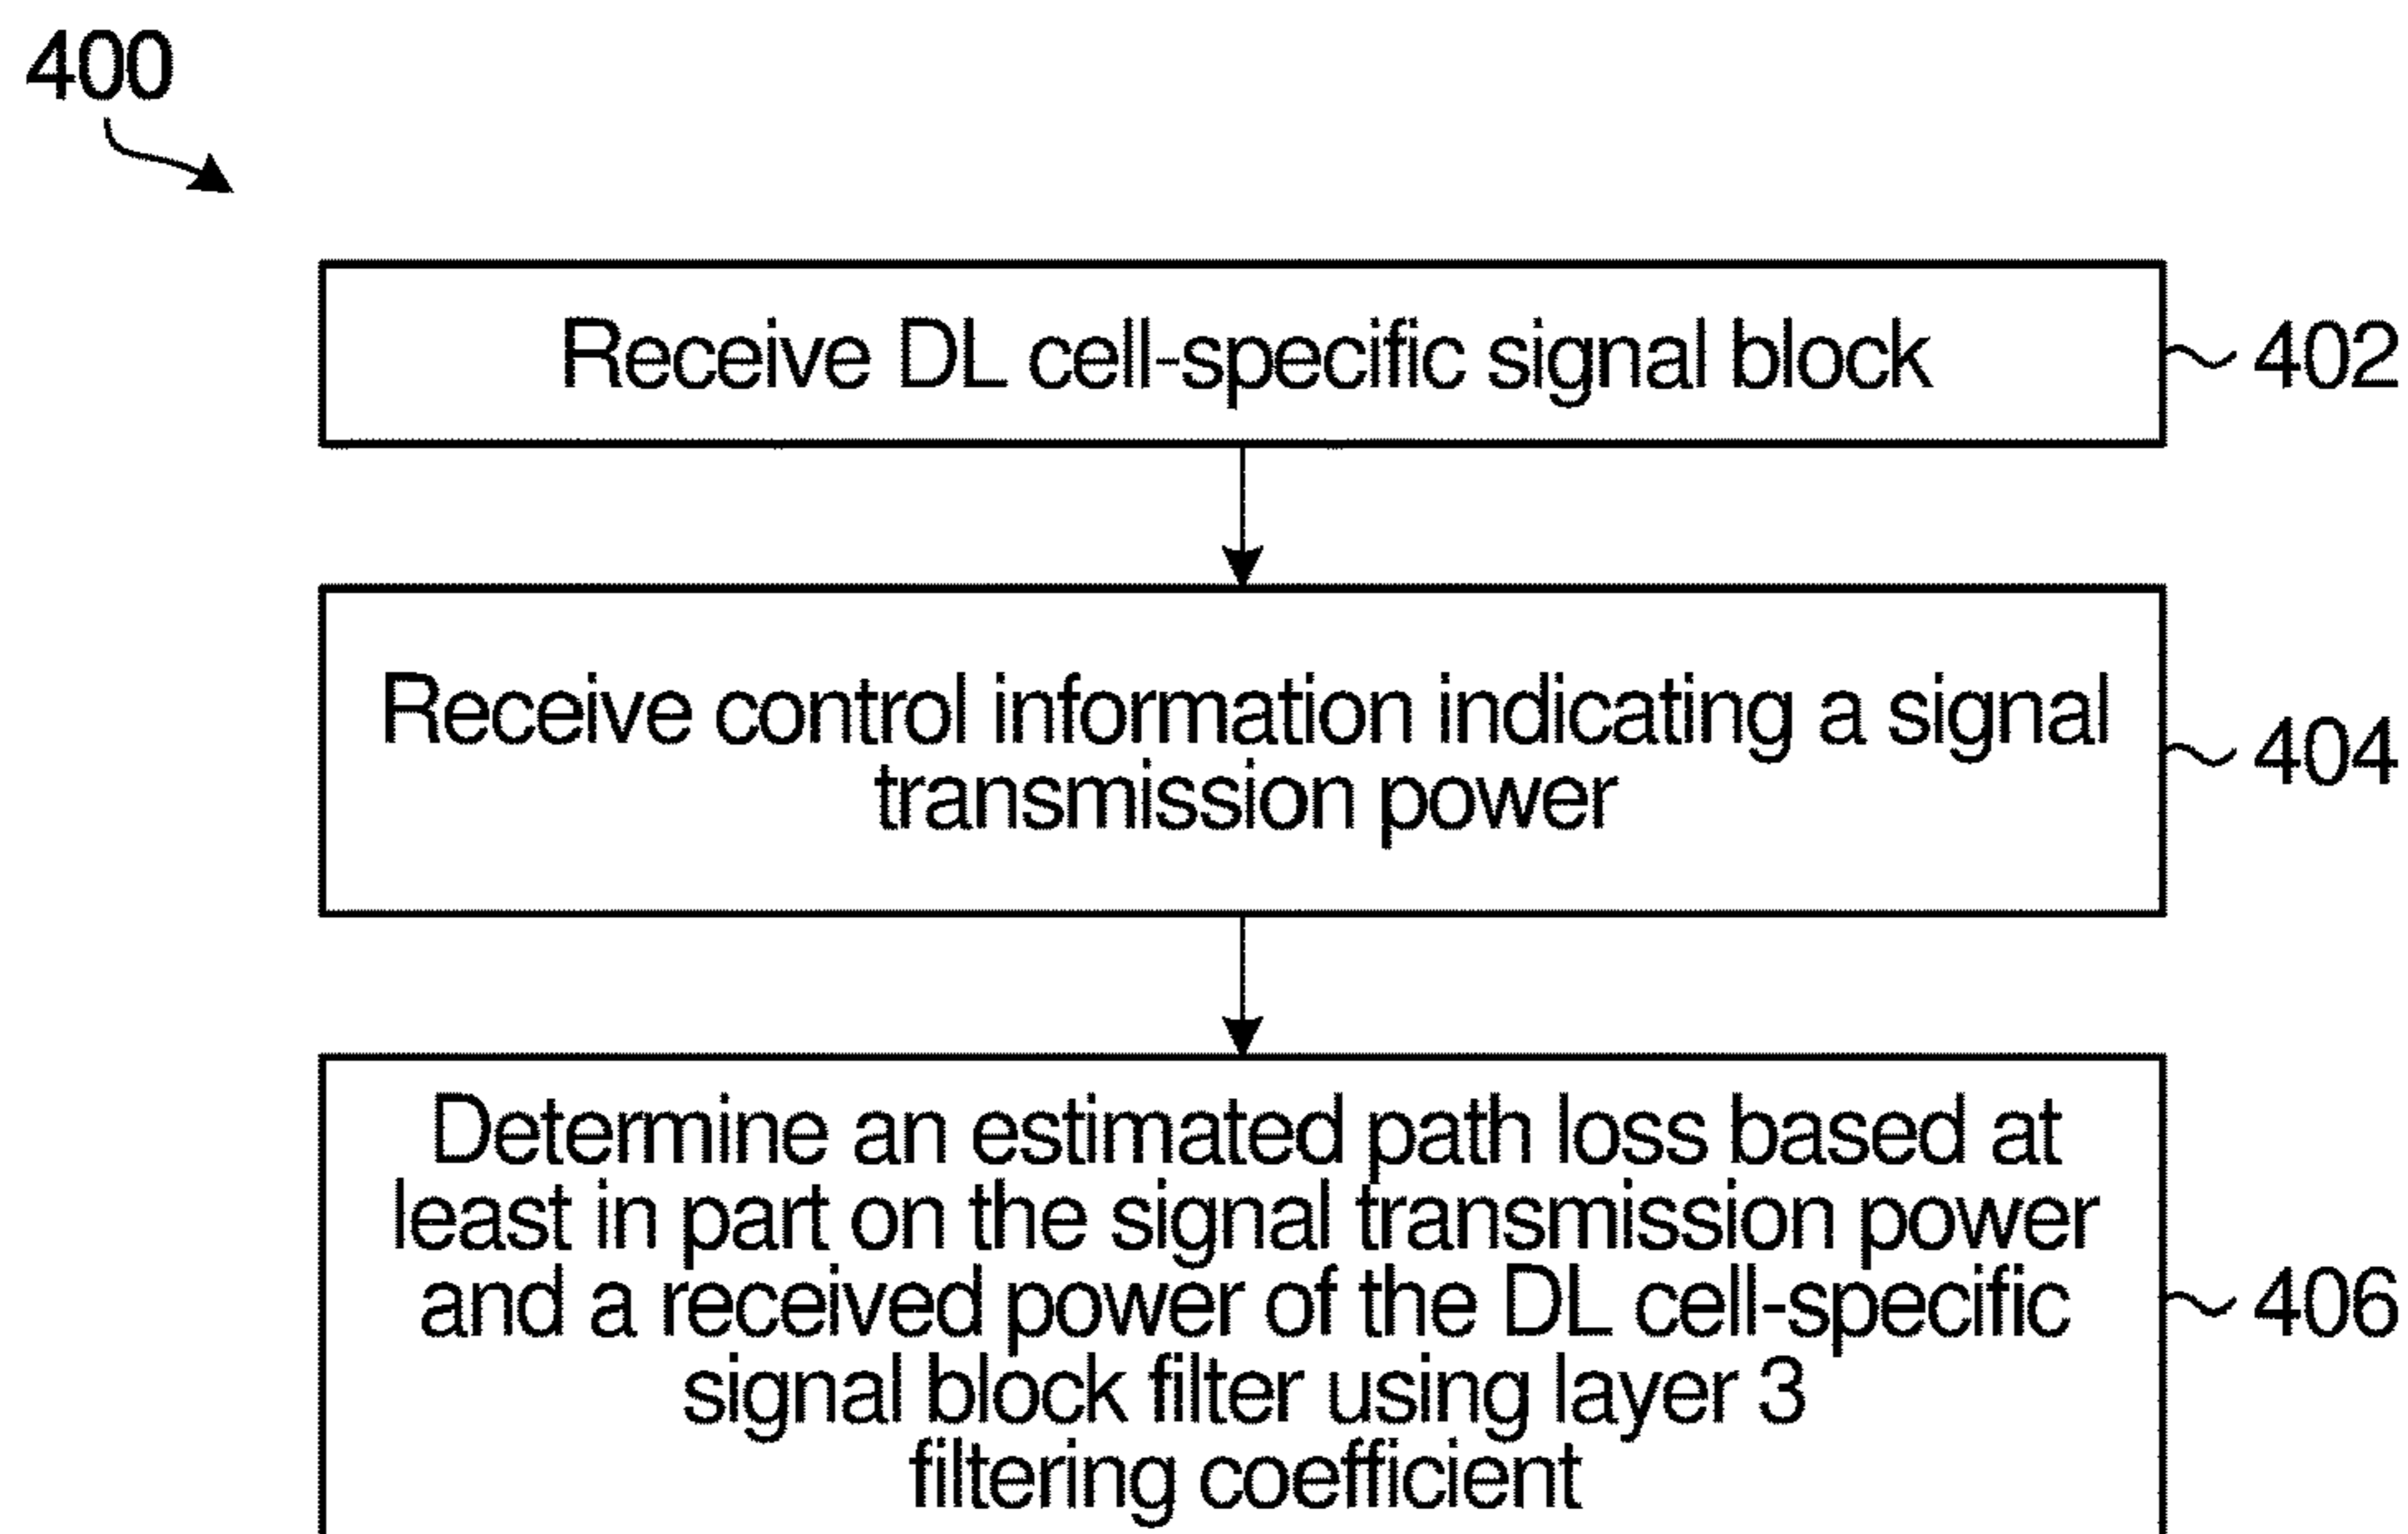 400
Receive DL cell-specific signal block
402
Receive control information indicating a signal
transmission power
404
Determine an estimated path loss based at
least in part on the signal transmission power
and a received power of the DL cell-specific
signal block filter using layer 3
filtering coefficient
406